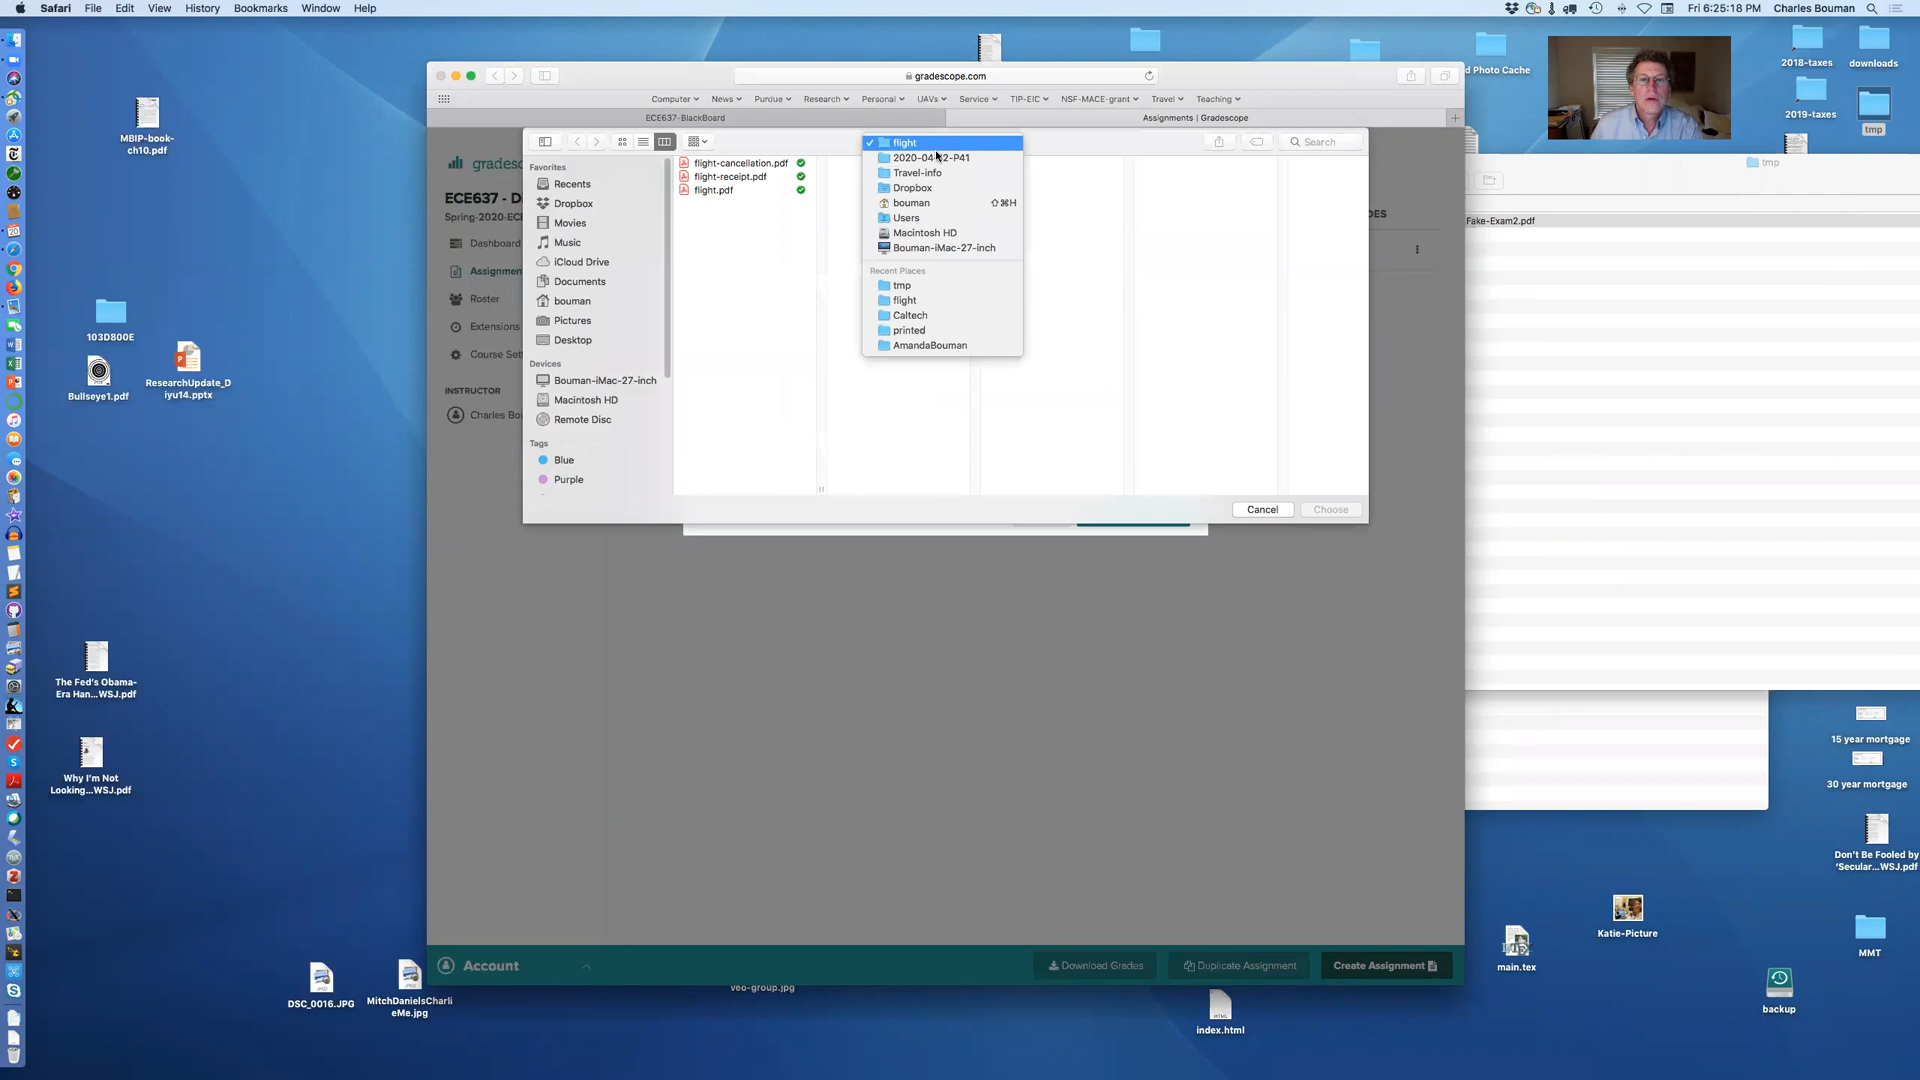 Safari File Edit View History Bookmarks Window Help
Fri 6:25:18 PM Charles Bouman
MBIP-book-
ch10.pdf
103D800E
Bullseye1.pdf
ResearchUpdate_D
iyu14.pptx
The Fed's Obama-
Era Han...WSJ.pdf
Why I'm Not
Looking...WSJ.pdf
DSC_0016.JPG
MitchDanielsCharli
eMe.jpg
gradescope.com
Computer News Purdue Research Personal UAVs Service TIP-EIC NSF-MACE-grant Travel Teaching
ECE637-BlackBoard
Assignments | Gradescope
ECE637 - D
Spring-2020-ECE
Dashboard
Assignmen
Roster
Extensions
Course Sett
INSTRUCTOR
Charles Bou
Search
Favorites
Recents
Dropbox
Movies
Music
iCloud Drive
Documents
bouman
Pictures
Desktop
Devices
Bouman-iMac-27-inch
Macintosh HD
Remote Disc
Tags
Blue
Purple
flight-cancellation.pdf
flight-receipt.pdf
flight.pdf
flight
Travel-info
Dropbox
bouman ⇧⌘H
Users
Macintosh HD
Bouman-iMac-27-inch
Recent Places
tmp
flight
Caltech
printed
AmandaBouman
Cancel
Choose
Account
Download Grades
Duplicate Assignment
Create Assignment
veo-group.jpg
index.html
d Photo Cache
2018-taxes
downloads
2019-taxes
tmp
tmp
Fake-Exam2.pdf
15 year mortgage
30 year mortgage
Don't Be Fooled by
'Secular...WSJ.pdf
Katie-Picture
main.tex
MMT
backup